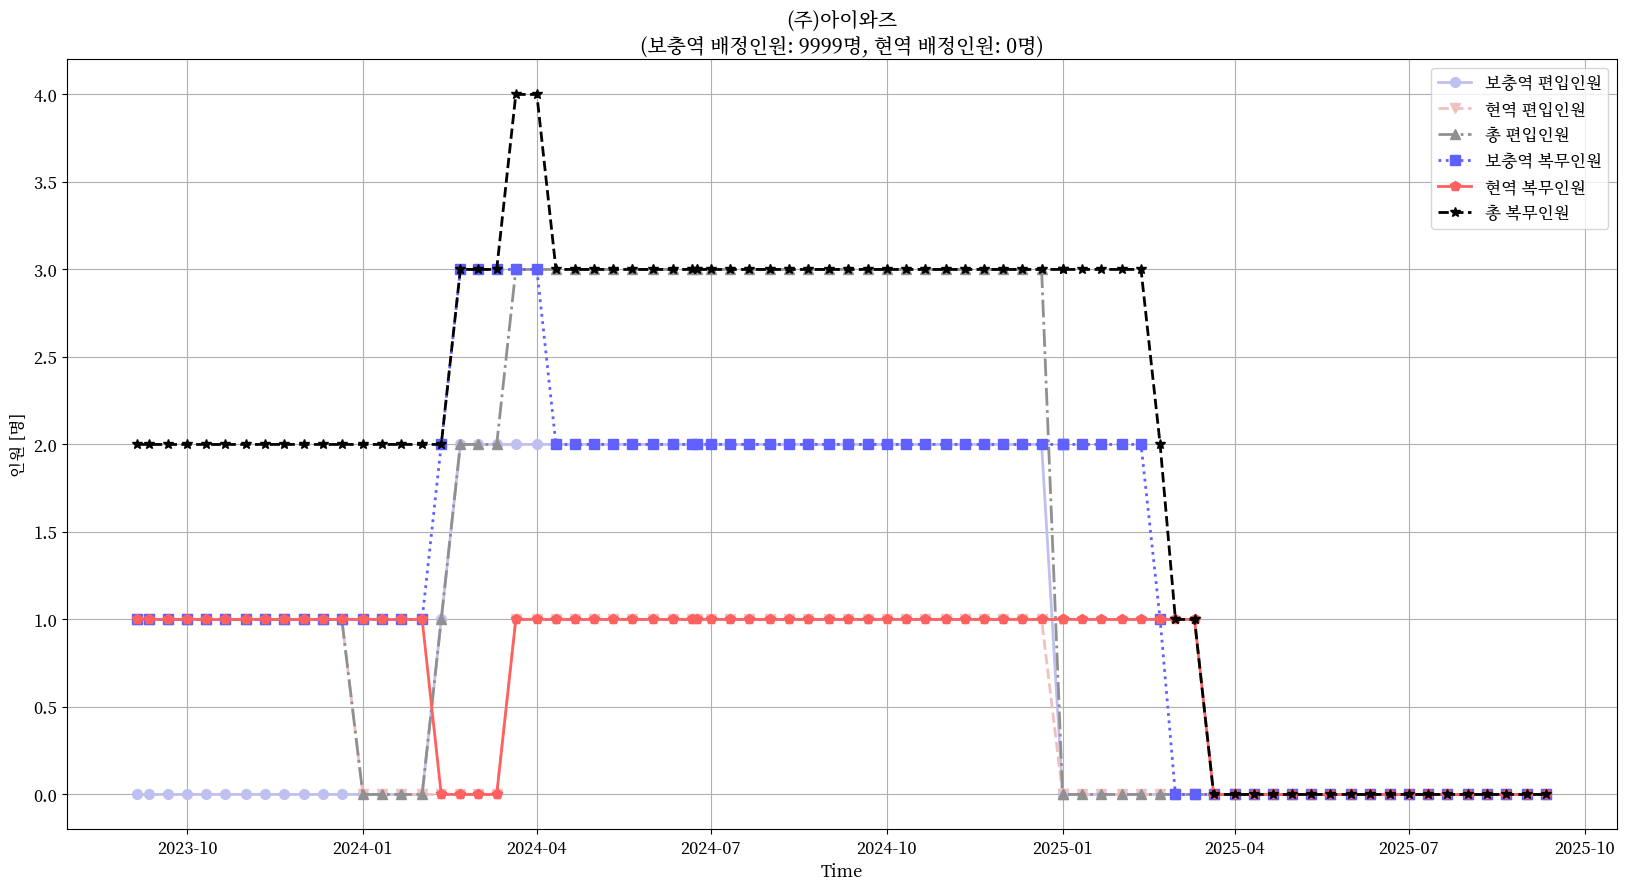 (주)아이와즈
(보충역 배정인원: 9999명, 현역 배정인원: 0명)
보충역 편입인원
현역 편입인원
총 편입인원
보충역 복무인원
현역 복무인원
총 복무인원
인원 [명]
4.0
3.5
3.0
2.5
2.0
1.5
1.0
0.5
0.0
2023-10
2024-01
2024-04
2024-07
2024-10
2025-01
2025-04
2025-07
2025-10
Time